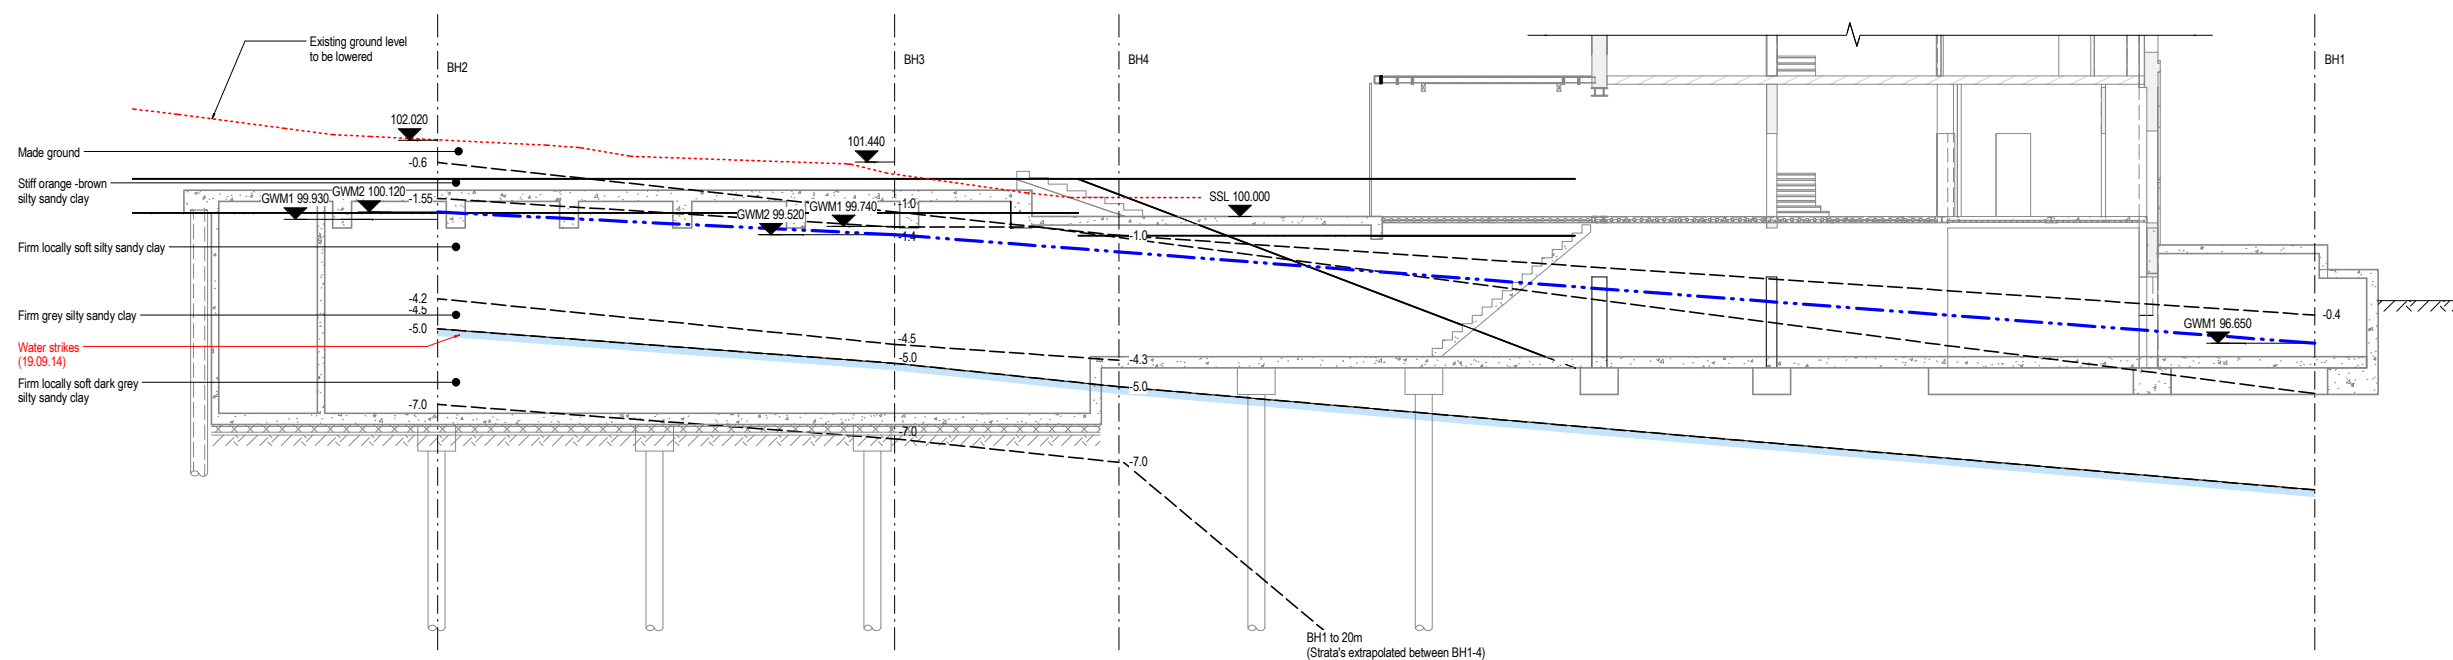 Existing ground level
to be lowered
BH2
BH3
BH4
BH1
102.020
101.440
Made ground
-0.6
Stiff orange -brown
silty sandy clay
GWM1 99.930
GWM2 100.120
-1.55
GWM2 99.520
GWM1 99.740
-1.0
-1.4
SSL 100.000
-1.0
Firm locally soft silty sandy clay
-4.2
-4.5
-5.0
Firm grey silty sandy clay
Water strikes
(19.09.14)
-4.5
-5.0
-4.3
-5.0
GWM1 96.650
-0.4
Firm locally soft dark grey
silty sandy clay
-7.0
-7.0
-7.0
BH1 to 20m
(Strata's extrapolated between BH1-4)